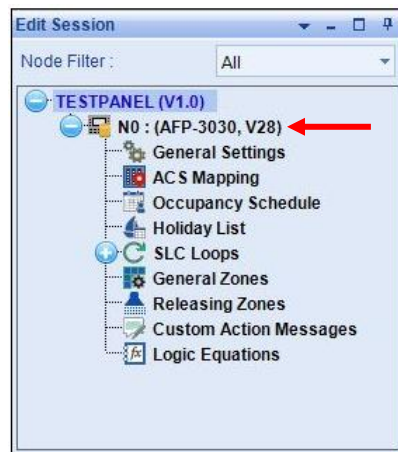 Edit Session
Node Filter :
All
TESTPANEL (V1.0)
N0 : (AFP-3030, V28)
General Settings
ACS Mapping
Occupancy Schedule
Holiday List
SLC Loops
General Zones
Releasing Zones
Custom Action Messages
Logic Equations